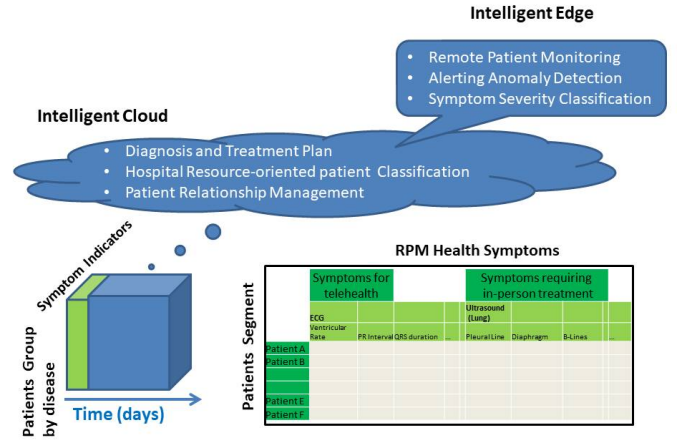 Intelligent Edge
• Remote Patient Monitoring
• Alerting Anomaly Detection
• Symptom Severity Classification
Intelligent Cloud
• Diagnosis and Treatment Plan
• Hospital Resource-oriented patient Classification
• Patient Relationship Management
Symptom Indicators
Patients Group
by disease
Time (days)
RPM Health Symptoms
Patients Segment
Symptoms for
telehealth
Symptoms requiring
in-person treatment
ECG
Ultrasound
(Lung)
Ventricular
Rate
PR Interval QRS duration ... Pleural Line Diaphragm B-Lines ...
Patient A
Patient B
Patient E
Patient F